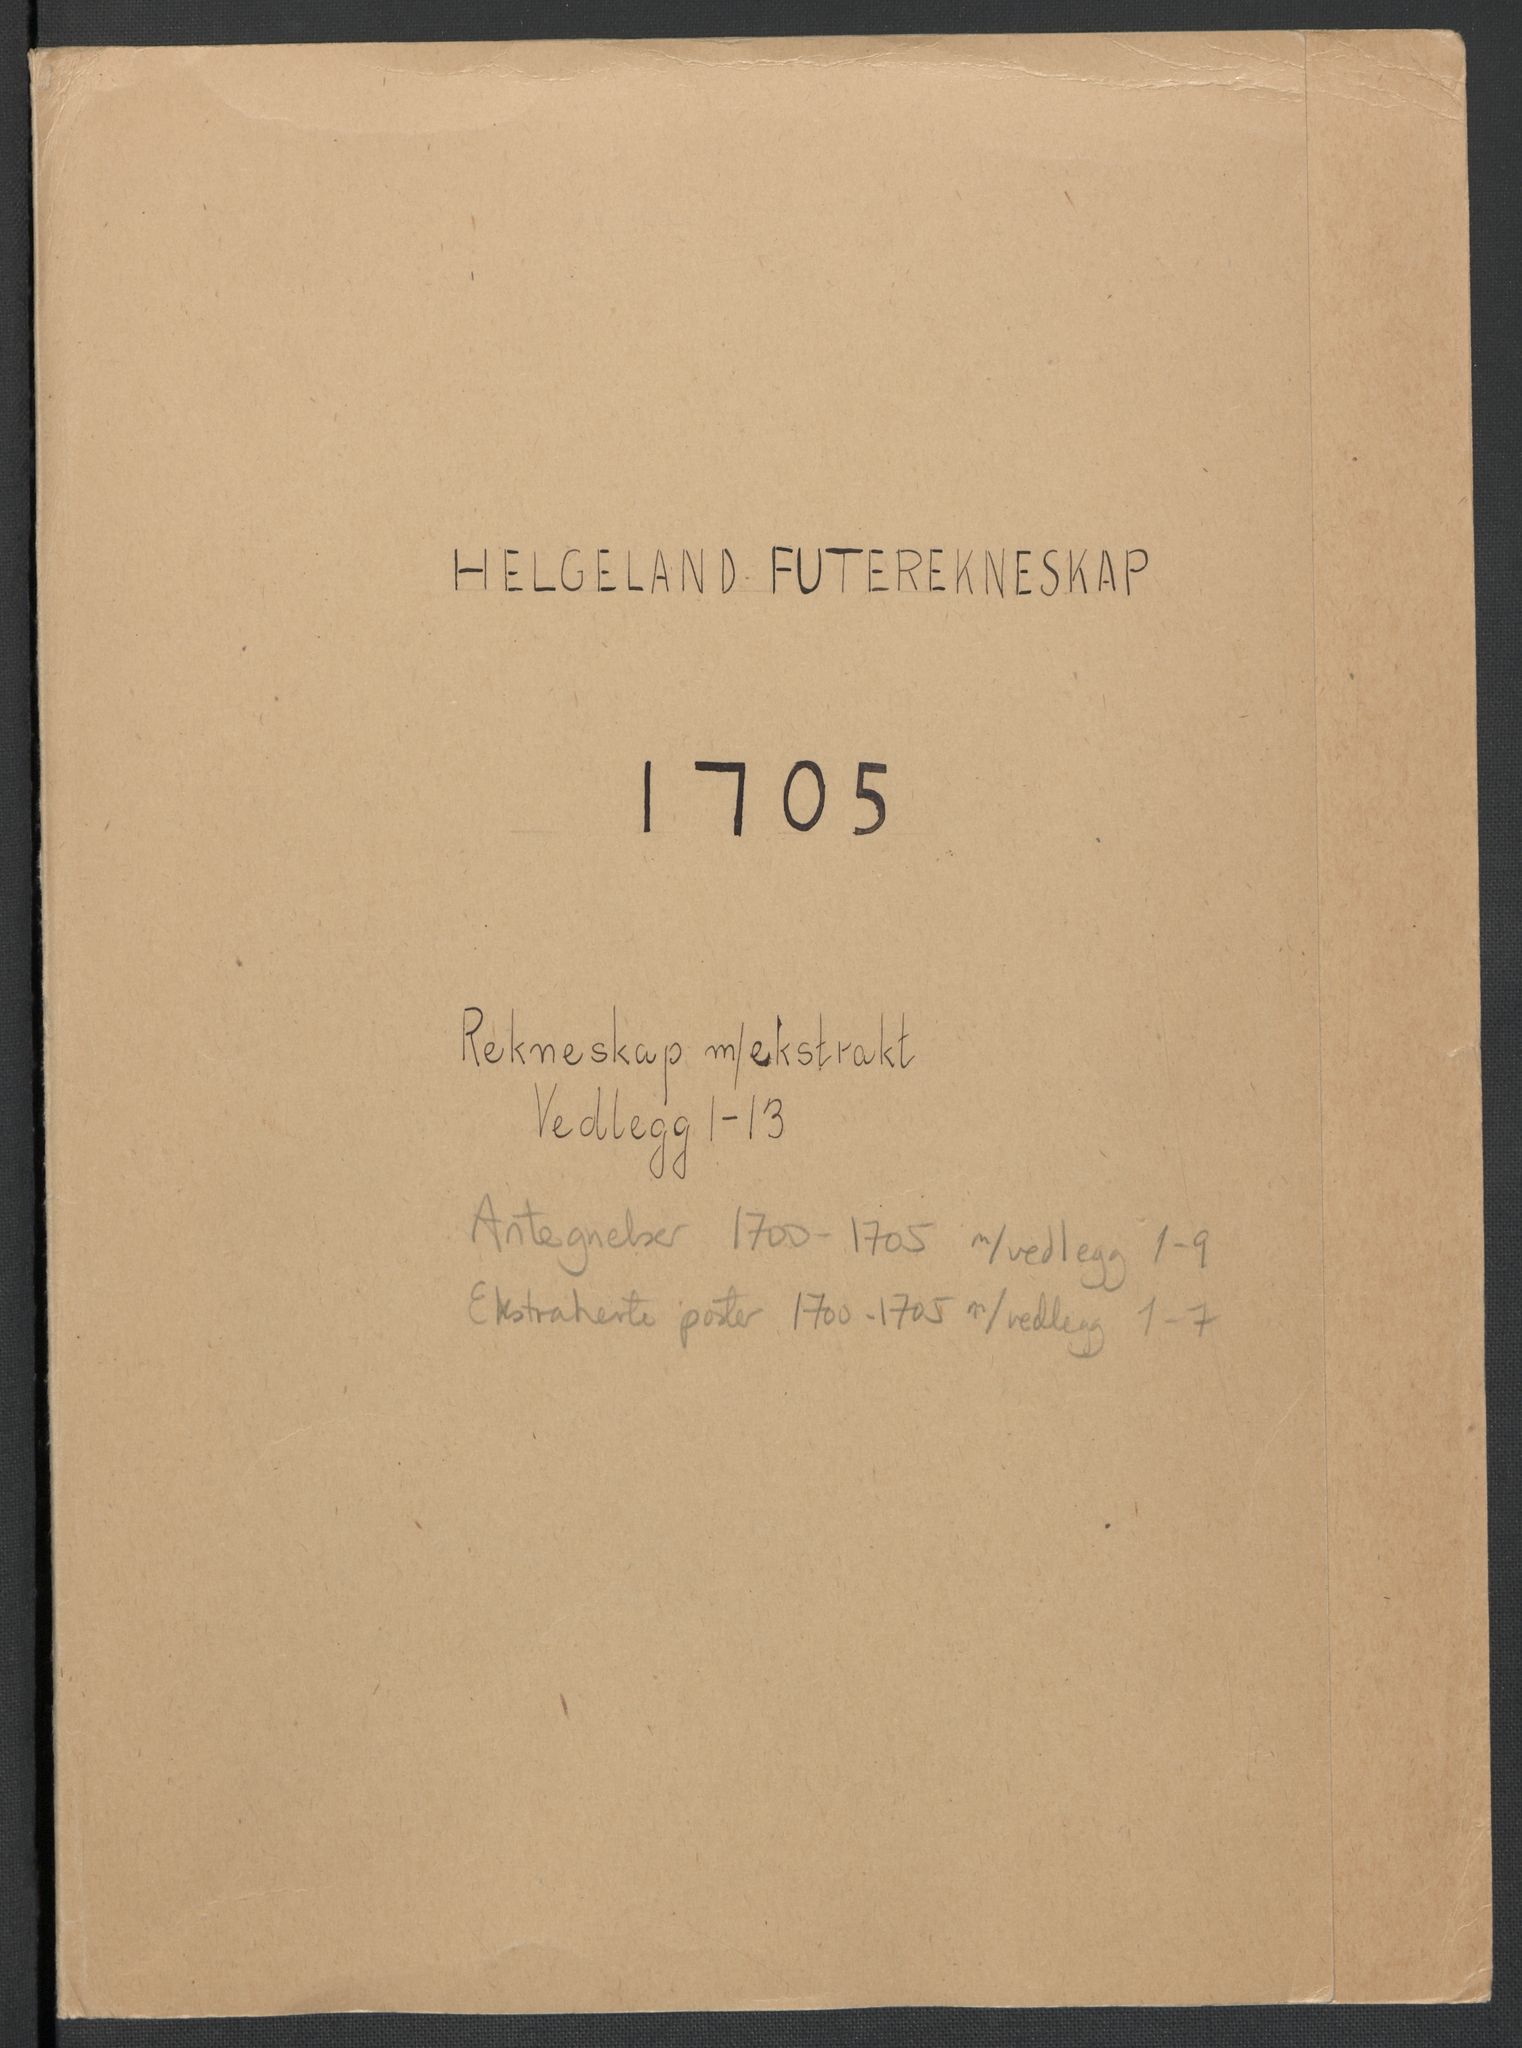 HELGELAND FUTEREKNESKAP
1705
Rekneskap m/ekstrakt
Vedlegg 1-13
Antegnelser 1700-1705 m/vedlegg 1-9
Ekstraherte poster 1700-1705 m/vedlegg 1-7